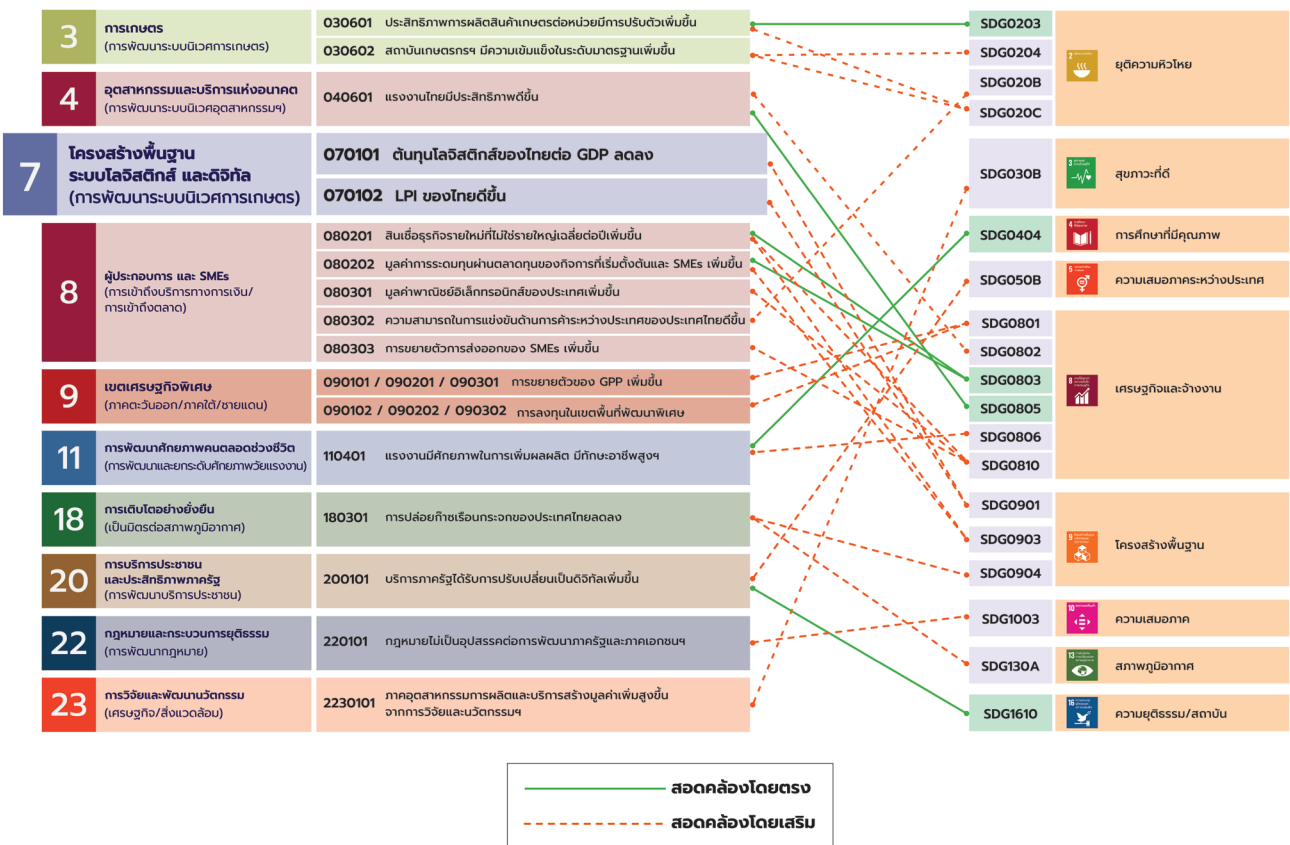 3
การเกษตร
(การพัฒนาระบบนิเวศการเกษตร)
030601 ประสิทธิภาพการผลิตสินค้าเกษตรต่อหน่วยมีการปรับตัวเพิ่มขึ้น
030602 สถาบันเกษตรกรฯ มีความเข้มแข็งในระดับมาตรฐานเพิ่มขึ้น
4
อุตสาหกรรมและบริการแห่งอนาคต
(การพัฒนาระบบนิเวศอุตสาหกรรมฯ)
040601 แรงงานไทยมีประสิทธิภาพดีขึ้น
7
โครงสร้างพื้นฐาน
ระบบโลจิสติกส์ และดิจิทัล
(การพัฒนาระบบนิเวศการเกษตร)
070101 ต้นทุนโลจิสติกส์ของไทยต่อ GDP ลดลง
070102 LPI ของไทยดีขึ้น
8
ผู้ประกอบการ และ SMEs
(การเข้าถึงบริการทางการเงิน/
การเข้าถึงตลาด)
080201 สินเชื่อธุรกิจรายใหม่ที่ไม่ใช่รายใหญ่เฉลี่ยต่อปีเพิ่มขึ้น
080202 มูลค่าการระดมทุนผ่านตลาดทุนของกิจการที่เริ่มตั้งต้นและ SMEs เพิ่มขึ้น
080301 มูลค่าพาณิชย์อิเล็กทรอนิกส์ของประเทศเพิ่มขึ้น
080302 ความสามารถในการแข่งขันด้านการค้าระหว่างประเทศของประเทศไทยดีขึ้น
080303 การขยายตัวการส่งออกของ SMEs เพิ่มขึ้น
9
เขตเศรษฐกิจพิเศษ
(ภาคตะวันออก/ภาคใต้/ชายแดน)
090101 / 090201 / 090301 การขยายตัวของ GPP เพิ่มขึ้น
090102 / 090202 / 090302 การลงทุนในเขตพื้นที่พัฒนาพิเศษ
11
การพัฒนาศักยภาพคนตลอดช่วงชีวิต
(การพัฒนาและยกระดับศักยภาพวัยแรงงาน)
110401 แรงงานมีศักยภาพในการเพิ่มผลผลิต มีทักษะอาชีพสูงฯ
18
การเติบโตอย่างยั่งยืน
(เป็นมิตรต่อสภาพภูมิอากาศ)
180301 การปล่อยก๊าซเรือนกระจกของประเทศไทยลดลง
20
การบริการประชาชน
และประสิทธิภาพภาครัฐ
(การพัฒนาบริการประชาชน)
200101 บริการภาครัฐได้รับการปรับเปลี่ยนเป็นดิจิทัลเพิ่มขึ้น
22
กฎหมายและกระบวนการยุติธรรม
(การพัฒนากฎหมาย)
220101 กฎหมายไม่เป็นอุปสรรคต่อการพัฒนาภาครัฐและภาคเอกชนฯ
23
การวิจัยและพัฒนานวัตกรรม
(เศรษฐกิจ/สิ่งแวดล้อม)
2230101 ภาคอุตสาหกรรมการผลิตและบริการสร้างมูลค่าเพิ่มสูงขึ้น
จากการวิจัยและนวัตกรรมฯ
SDG0203
SDG0204
SDG020B
SDG020C
2
ยุติความหิวโหย
SDG030B
3
สุขภาวะที่ดี
SDG0404
4
การศึกษาที่มีคุณภาพ
SDG050B
5
ความเสมอภาคระหว่างประเทศ
SDG0801
SDG0802
SDG0803
SDG0805
SDG0806
SDG0810
8
เศรษฐกิจและจ้างงาน
SDG0901
SDG0903
SDG0904
9
โครงสร้างพื้นฐาน
SDG1003
10
ความเสมอภาค
SDG130A
13
สภาพภูมิอากาศ
SDG1610
16
ความยุติธรรม/สถาบัน
สอดคล้องโดยตรง
สอดคล้องโดยเสริม